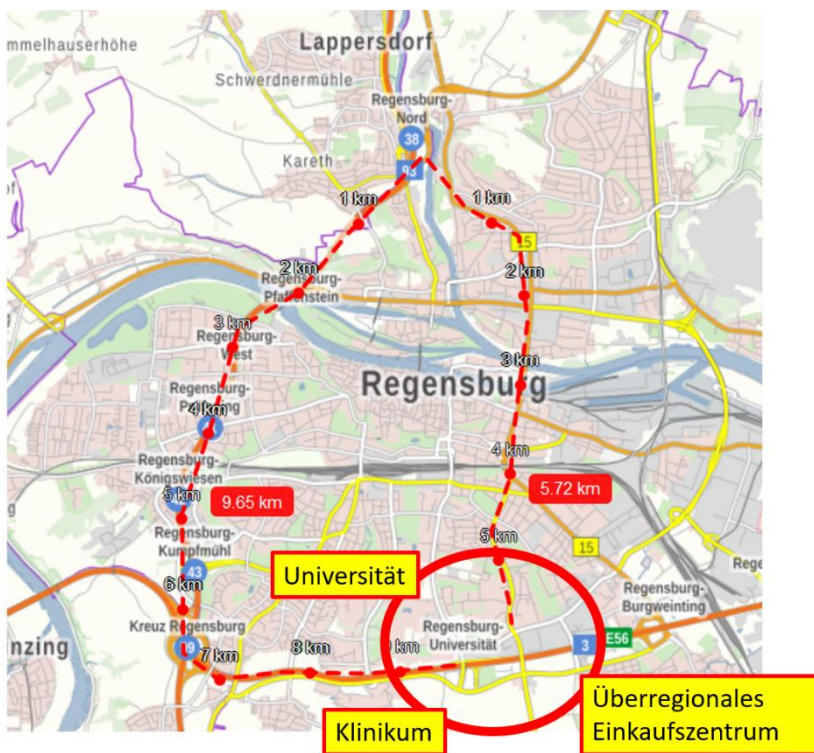 mmelhauserhöhe
Lappersdorf
Schwerdnermühle
Regensburg-
Nord
38
Kareth
93
1 km
1 km
15
2 km
2 km
Regensburg-
Pfaffenstein
3 km
Regensburg-
West
3 km
Regensburg
4 km
4 km
Regensburg-
Königswiesen
5 km
9.65 km
5.72 km
Regensburg-
Kumpfmühl
5 km
15
43
Universität
6 km
Regensburg-
Burgweinting
Kreuz Regensburg
Regensburg-
Universität
3
E56
7 km
8 km
Klinikum
Überregionales
Einkaufszentrum